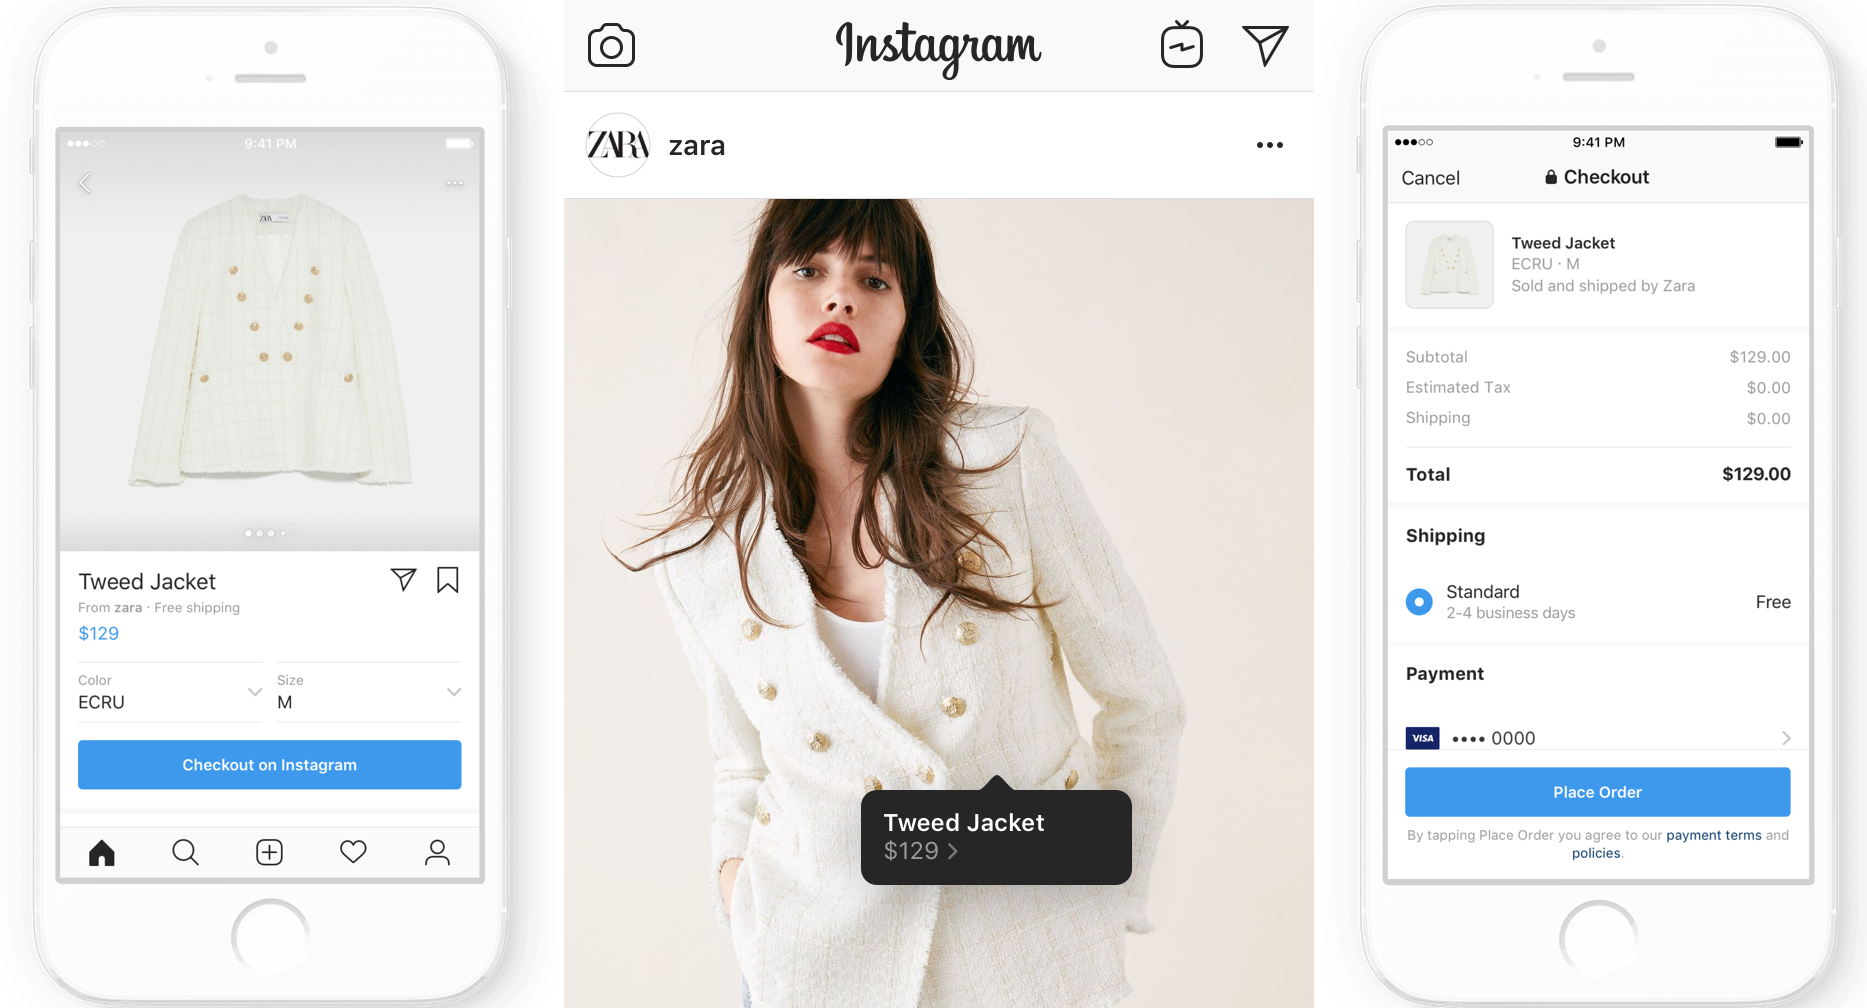 9:41 PM
ZARA
Tweed Jacket
From zara · Free shipping
$129
Color
ECRU
Size
M
Checkout on Instagram
Instagram
ZARA
zara
Tweed Jacket
$129
9:41 PM
Cancel
Checkout
Tweed Jacket
ECRU · M
Sold and shipped by Zara
Subtotal $129.00
Estimated Tax $0.00
Shipping $0.00
Total $129.00
Shipping
Standard
2-4 business days
Free
Payment
VISA •••• 0000
Place Order
By tapping Place Order you agree to our payment terms and
policies.